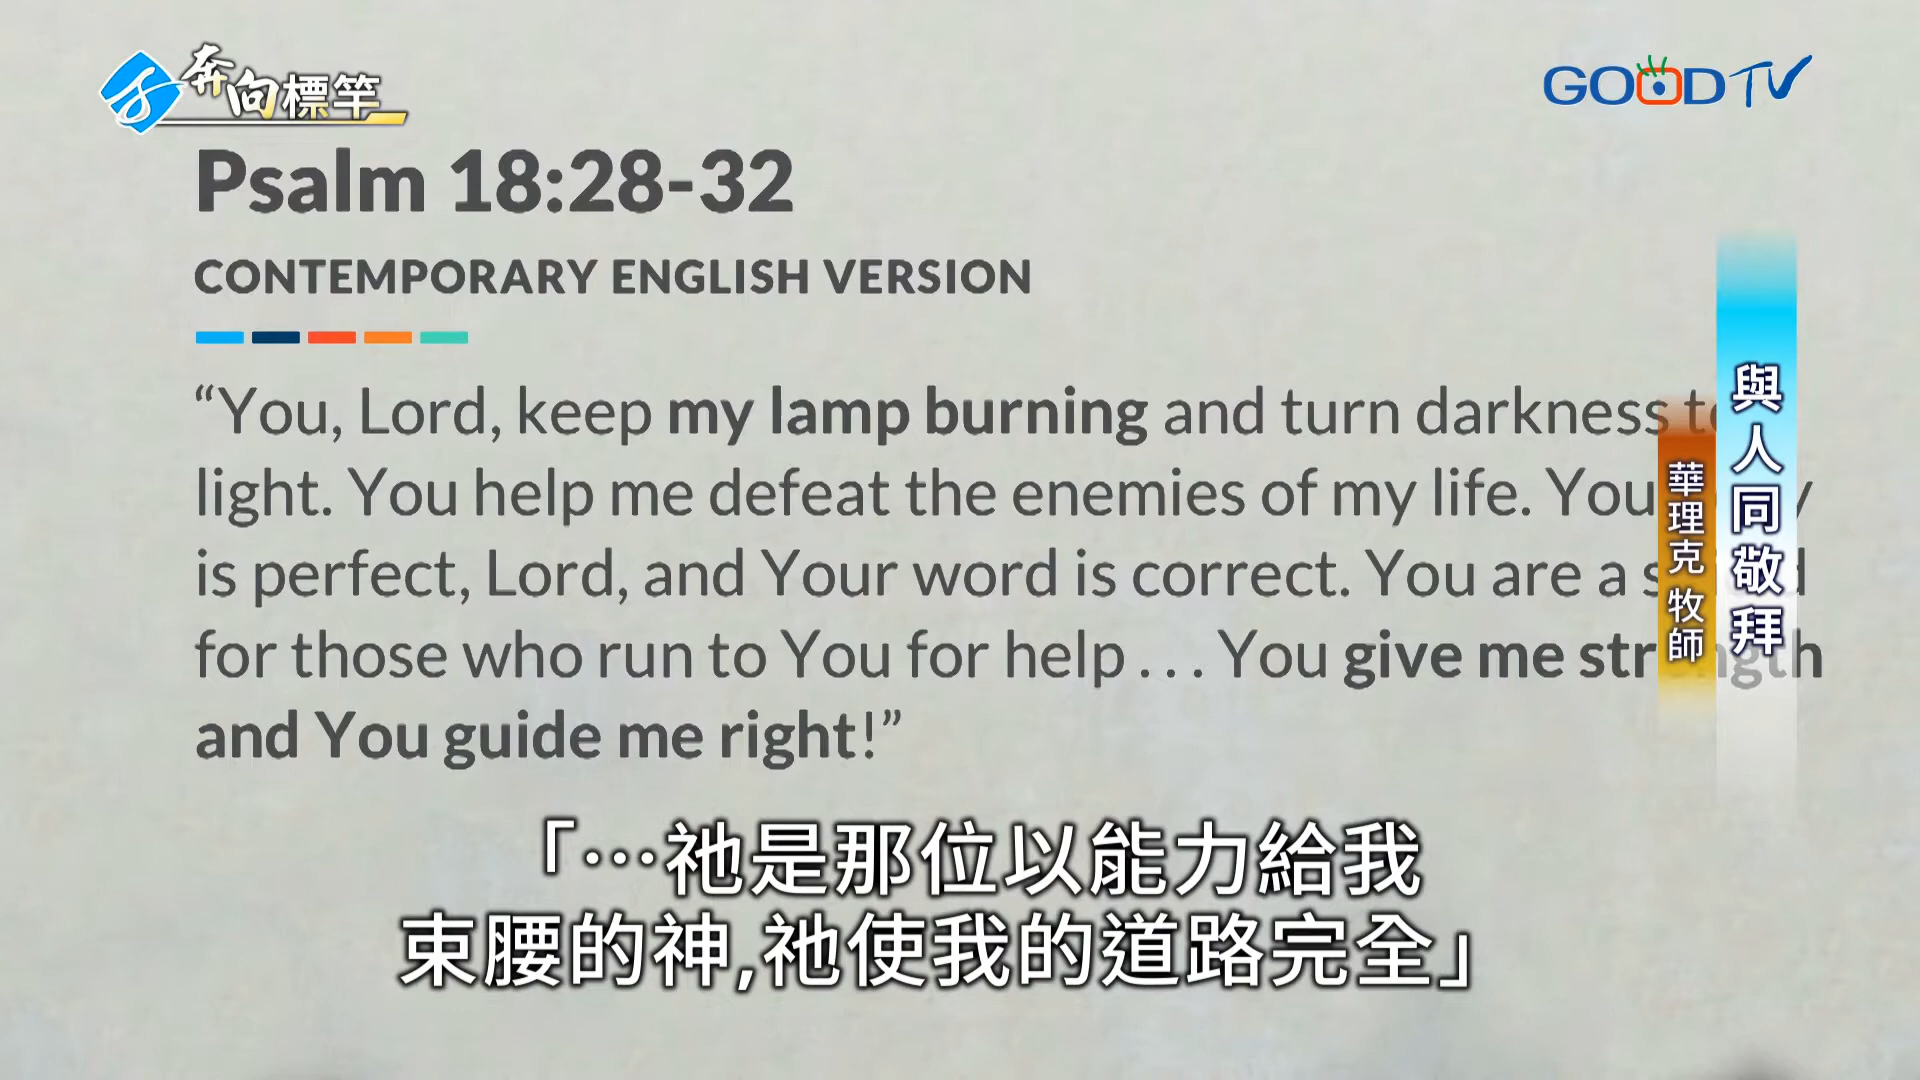 奔向標竿
GOOD TV
Psalm 18:28-32
CONTEMPORARY ENGLISH VERSION
“You, Lord, keep my lamp burning and turn darkness
light. You help me defeat the enemies of my life.
is perfect, Lord, and Your word is correct. You are a
for those who run to You for help . . . You give me
and You guide me right!”
與人同敬拜
華理克 牧師
「…祂是那位以能力給我
束腰的神,祂使我的道路完全」